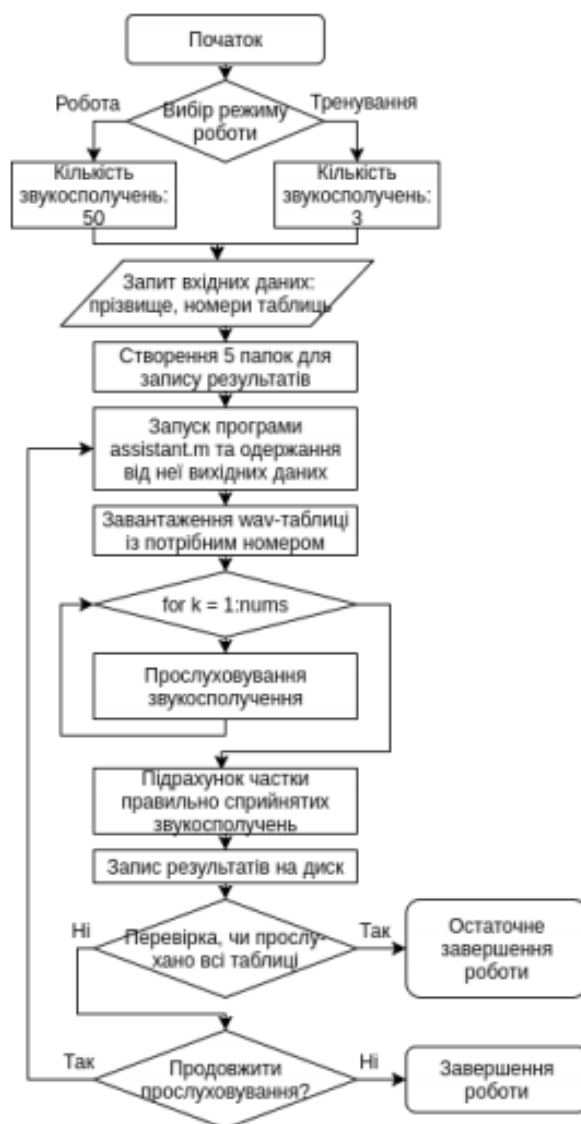 Початок
Робота
Тренування
Вибір режиму
роботи
Кількість
звукосполучень:
50
Кількість
звукосполучень:
3
Запит вхідних даних:
прізвище, номери таблиць
Створення 5 папок для
запису результатів
Запуск програми
assistant.m та одержання
від неї вихідних даних
Завантаження wav-таблиці
із потрібним номером
for k = 1:nums
Прослуховування
звукосполучення
Підрахунок частки
правильно сприйнятих
звукосполучень
Запис результатів на диск
Ні
Перевірка, чи прослу-
хано всі таблиці
Так
Остаточне
завершення
роботи
Так
Продовжити
прослуховування?
Ні
Завершення
роботи